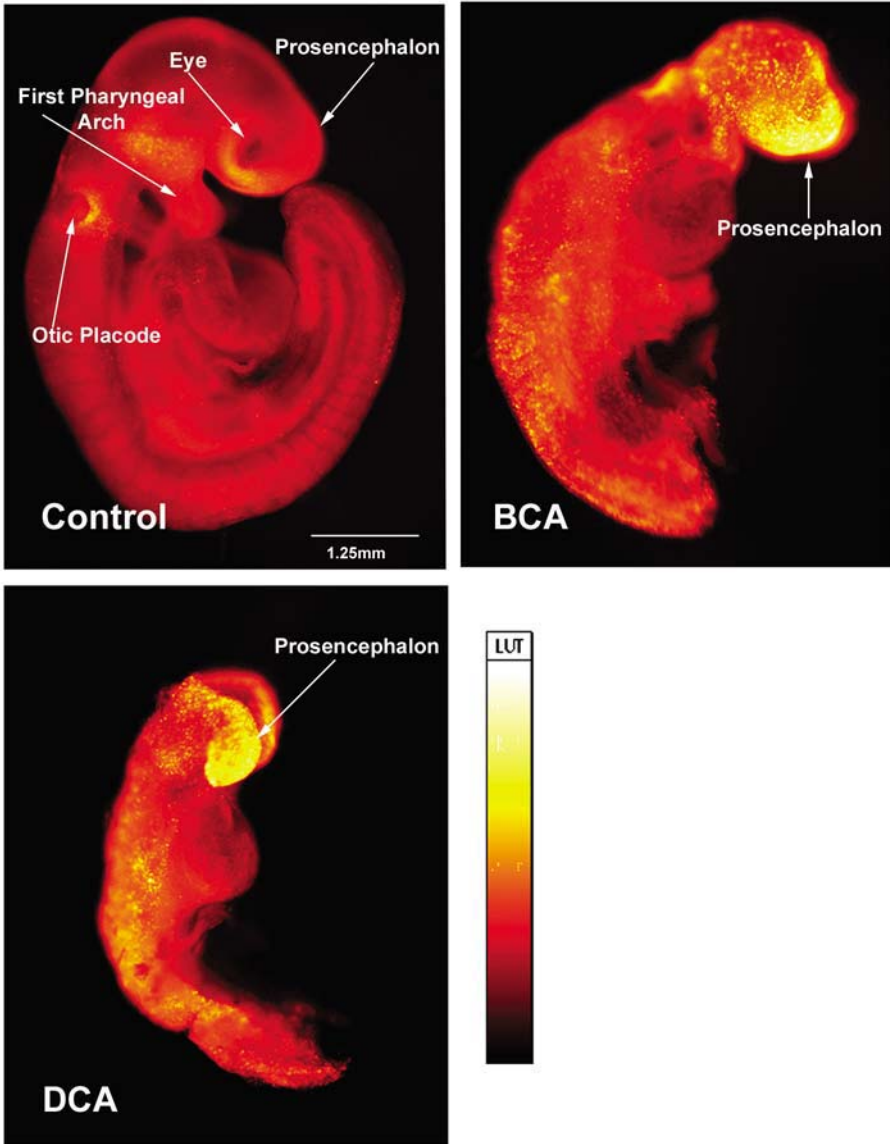 Prosencephalon
Eye
First Pharyngeal
Arch
Otic Placode
Control
1.25mm
Prosencephalon
BCA
Prosencephalon
DCA
LUT